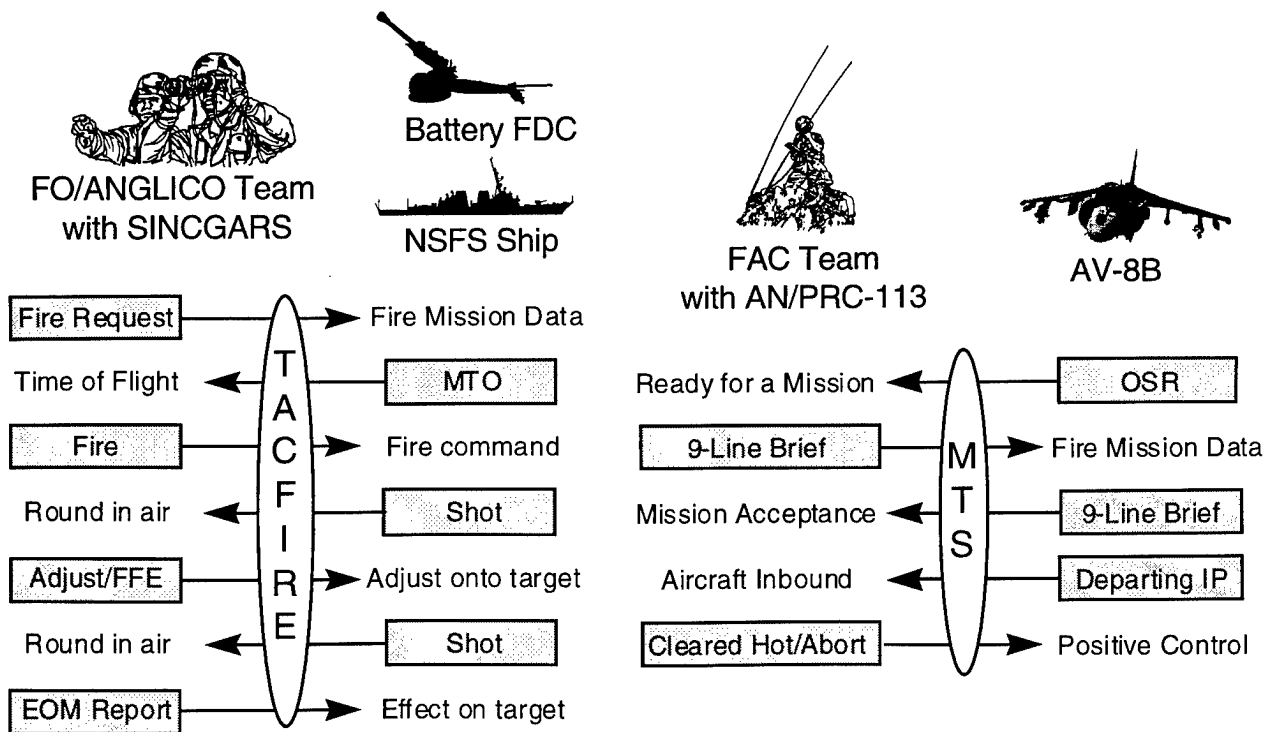 Battery FDC
FO/ANGLICO Team
with SINCGARS
NSFS Ship
Fire Request
Fire Mission Data
Time of Flight
MTO
Fire
Fire command
Round in air
Shot
Adjust/FFE
Adjust onto target
Round in air
Shot
EOM Report
Effect on target
TACFIRE
FAC Team
with AN/PRC-113
AV-8B
Ready for a Mission
OSR
9-Line Brief
Fire Mission Data
Mission Acceptance
9-Line Brief
Aircraft Inbound
Departing IP
Cleared Hot/Abort
Positive Control
MTS